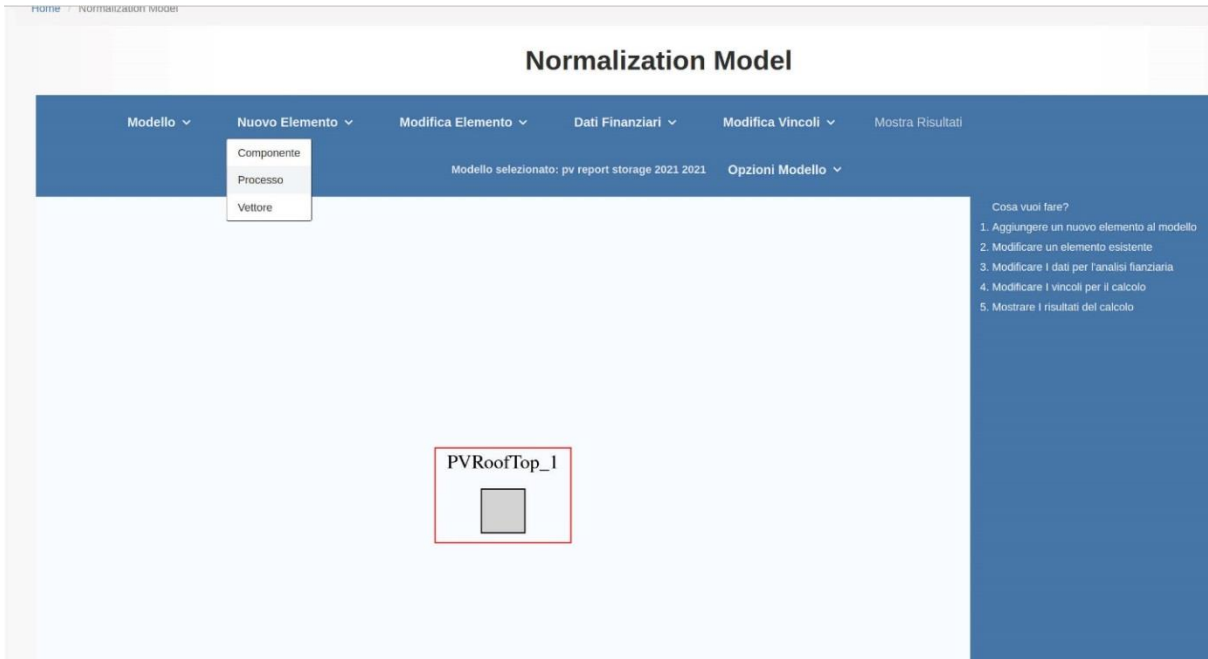 Home / Normalization Model
Normalization Model
Modello
Nuovo Elemento
Modifica Elemento
Dati Finanziari
Modifica Vincoli
Mostra Risultati
Componente
Processo
Vettore
Modello selezionato: pv report storage 2021 2021
Opzioni Modello
Cosa vuoi fare?
1. Aggiungere un nuovo elemento al modello
2. Modificare un elemento esistente
3. Modificare I dati per l'analisi fianziaria
4. Modificare I vincoli per il calcolo
5. Mostrare I risultati del calcolo
PVRoofTop_1